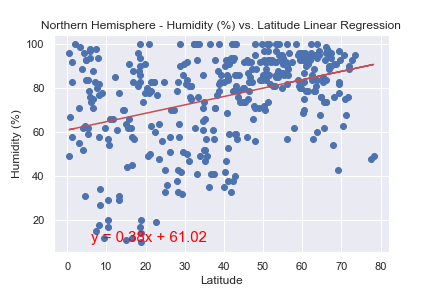 Northern Hemisphere - Humidity (%) vs. Latitude Linear Regression
100
80
60
40
20
Humidity (%)
y = 0.38x + 61.02
0 10 20 30 40 50 60 70 80
Latitude